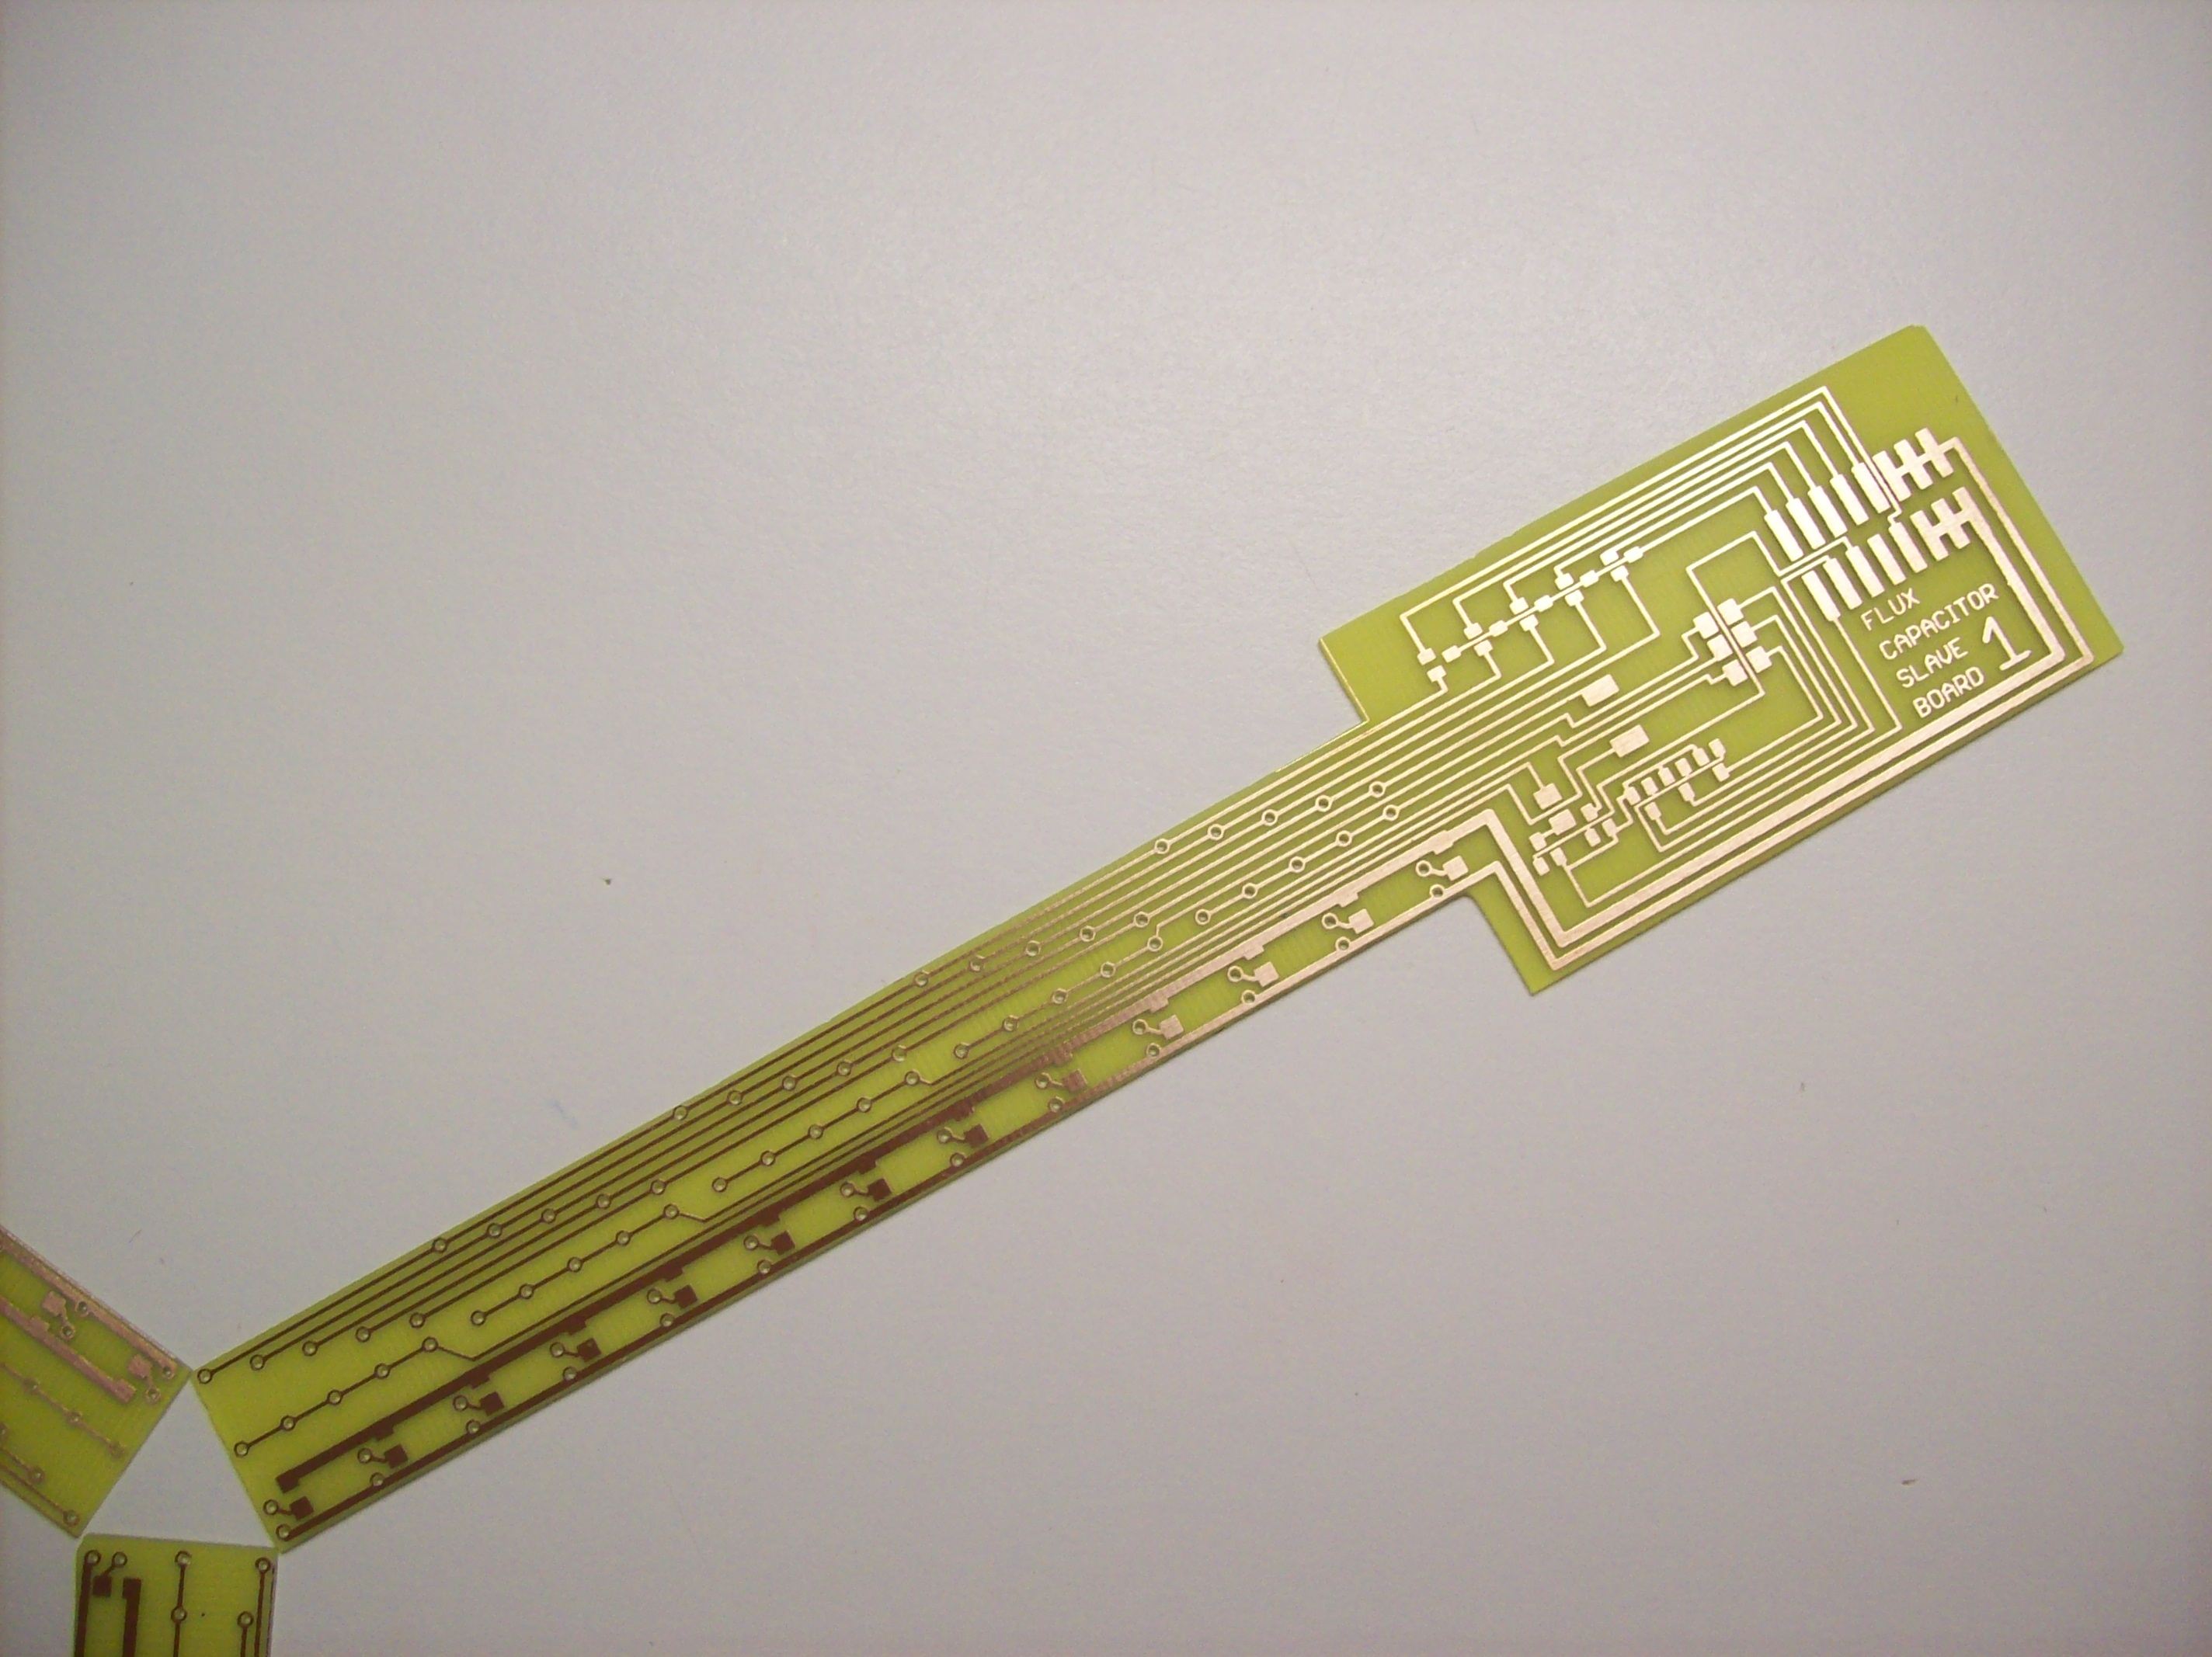 FLUX
CAPACITOR
SLAVE
BOARD
1